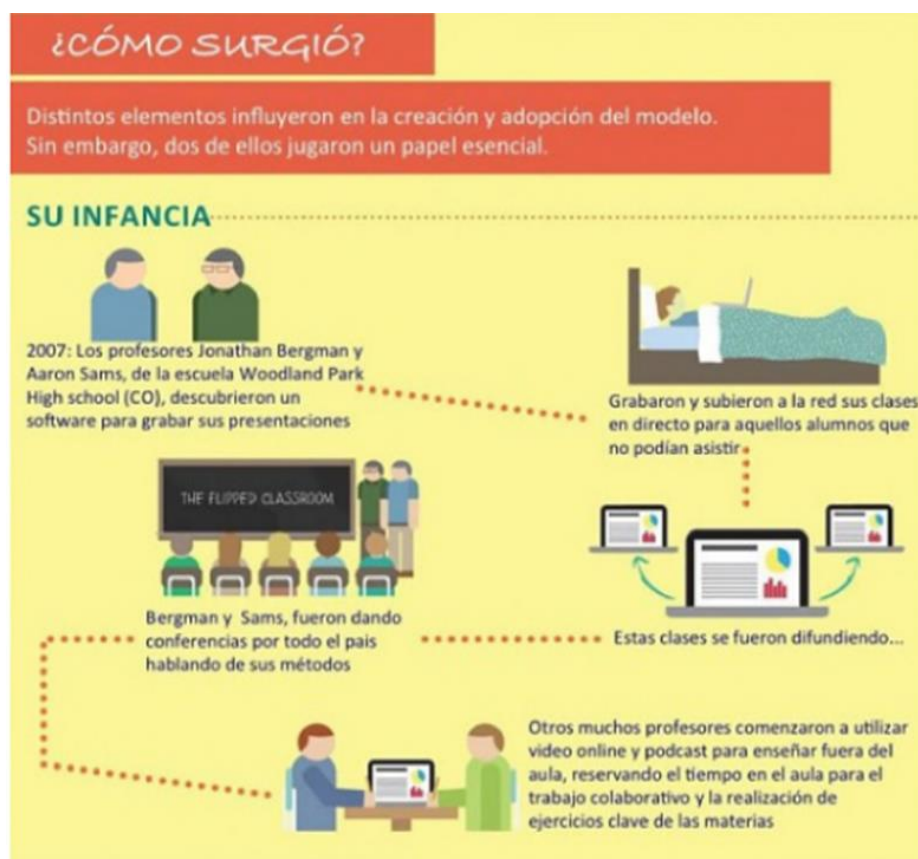 ¿CÓMO SURGIÓ?
Distintos elementos influyeron en la creación y adopción del modelo.
Sin embargo, dos de ellos jugaron un papel esencial.
SU INFANCIA
2007: Los profesores Jonathan Bergman y
Aaron Sams, de la escuela Woodland Park
High school (CO), descubrieron un
software para grabar sus presentaciones
Grabaron y subieron a la red sus clases
en directo para aquellos alumnos que
no podían asistir
Estas clases se fueron difundiendo...
THE FLIPPED CLASSROOM
Bergman y Sams, fueron dando
conferencias por todo el pais
hablando de sus métodos
Otros muchos profesores comenzaron a utilizar
video online y podcast para enseñar fuera del
aula, reservando el tiempo en el aula para el
trabajo colaborativo y la realización de
ejercicios clave de las materias